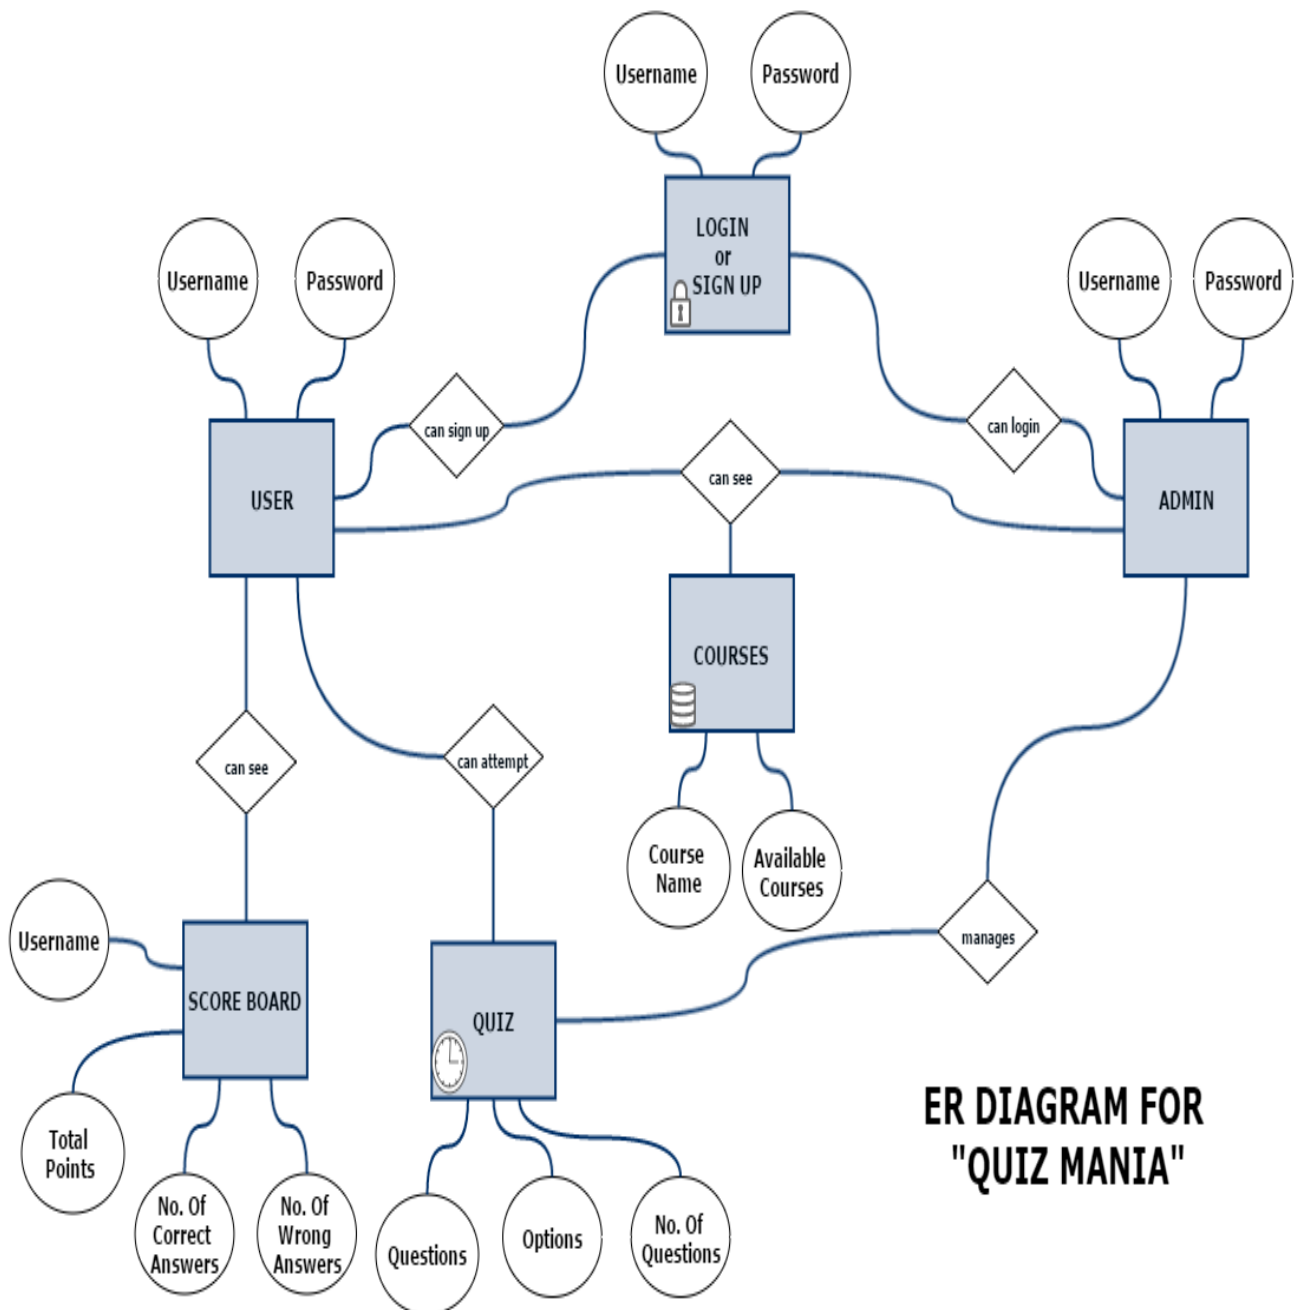 Username
Password
LOGIN
or
SIGN UP
Username
Password
Username
Password
can sign up
can login
can see
USER
ADMIN
COURSES
can see
can attempt
Course
Name
Available
Courses
manages
Username
SCORE BOARD
QUIZ
Total
Points
No. Of
Correct
Answers
No. Of
Wrong
Answers
Questions
Options
No. Of
Questions
ER DIAGRAM FOR
"QUIZ MANIA"